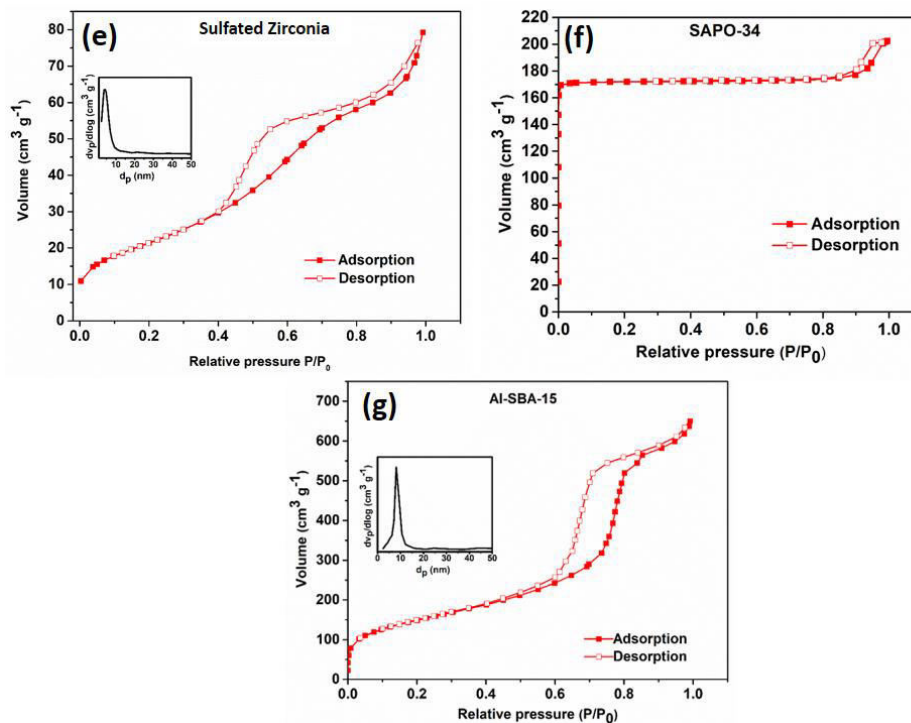 (e)
Sulfated Zirconia
80
70
60
50
40
30
20
10
0
Volume (cm³ g⁻¹)
dvₚ/dlog (cm³ g⁻¹)
10 20 30 40 50
dₚ (nm)
Adsorption
Desorption
0.0 0.2 0.4 0.6 0.8 1.0
Relative pressure P/P₀
(f)
SAPO-34
220
200
180
160
140
120
100
80
60
40
20
0
Volume (cm³ g⁻¹)
Adsorption
Desorption
0.0 0.2 0.4 0.6 0.8 1.0
Relative pressure (P/P₀)
(g)
Al-SBA-15
700
600
500
400
300
200
100
0
Volume (cm³ g⁻¹)
dvₚ/dlog (cm³ g⁻¹)
0 10 20 30 40 50
dₚ (nm)
Adsorption
Desorption
0.0 0.2 0.4 0.6 0.8 1.0
Relative pressure (P/P₀)